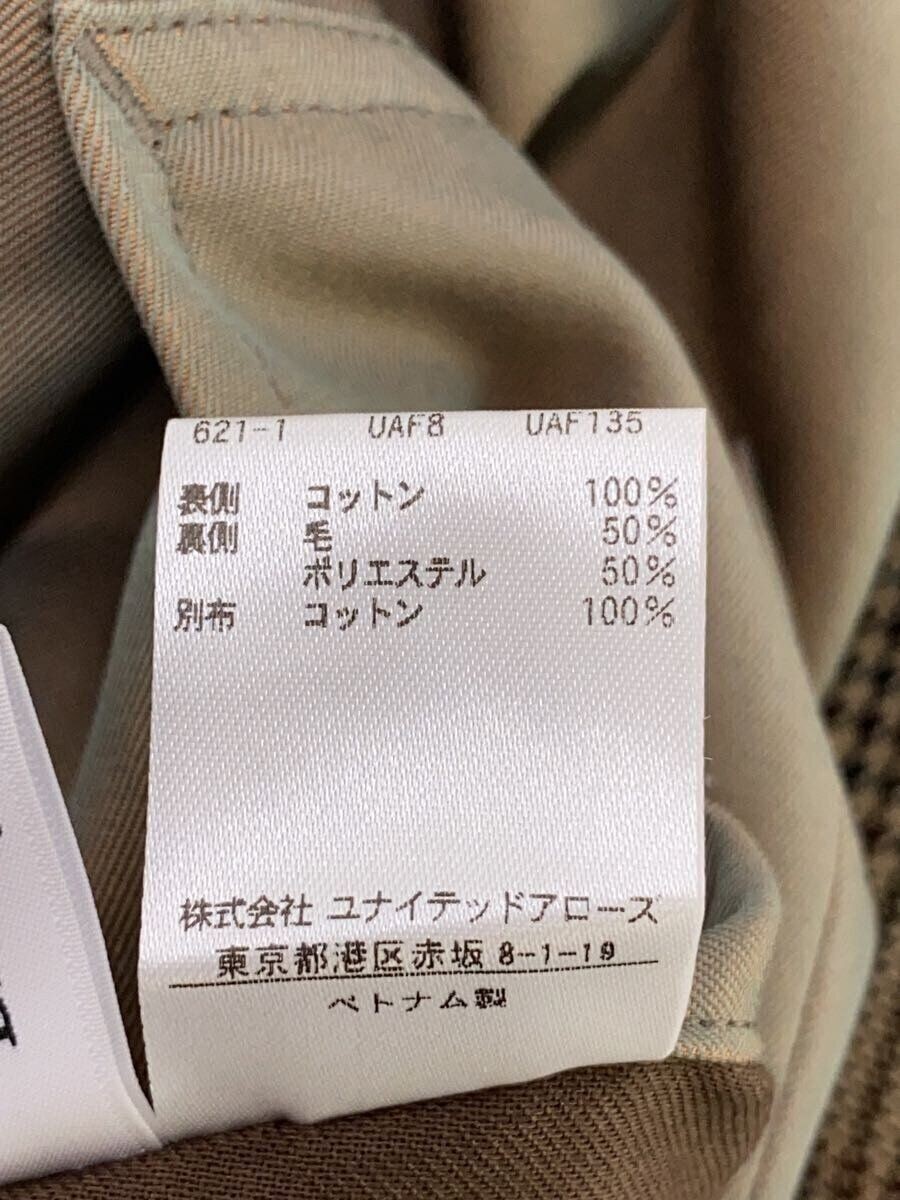 621-1 UAF8 UAF135
表側 コットン 100%
裏側 毛 50%
ポリエステル 50%
別布 コットン 100%
株式会社 ユナイテッドアローズ
東京都港区赤坂 8-1-19
ベトナム製